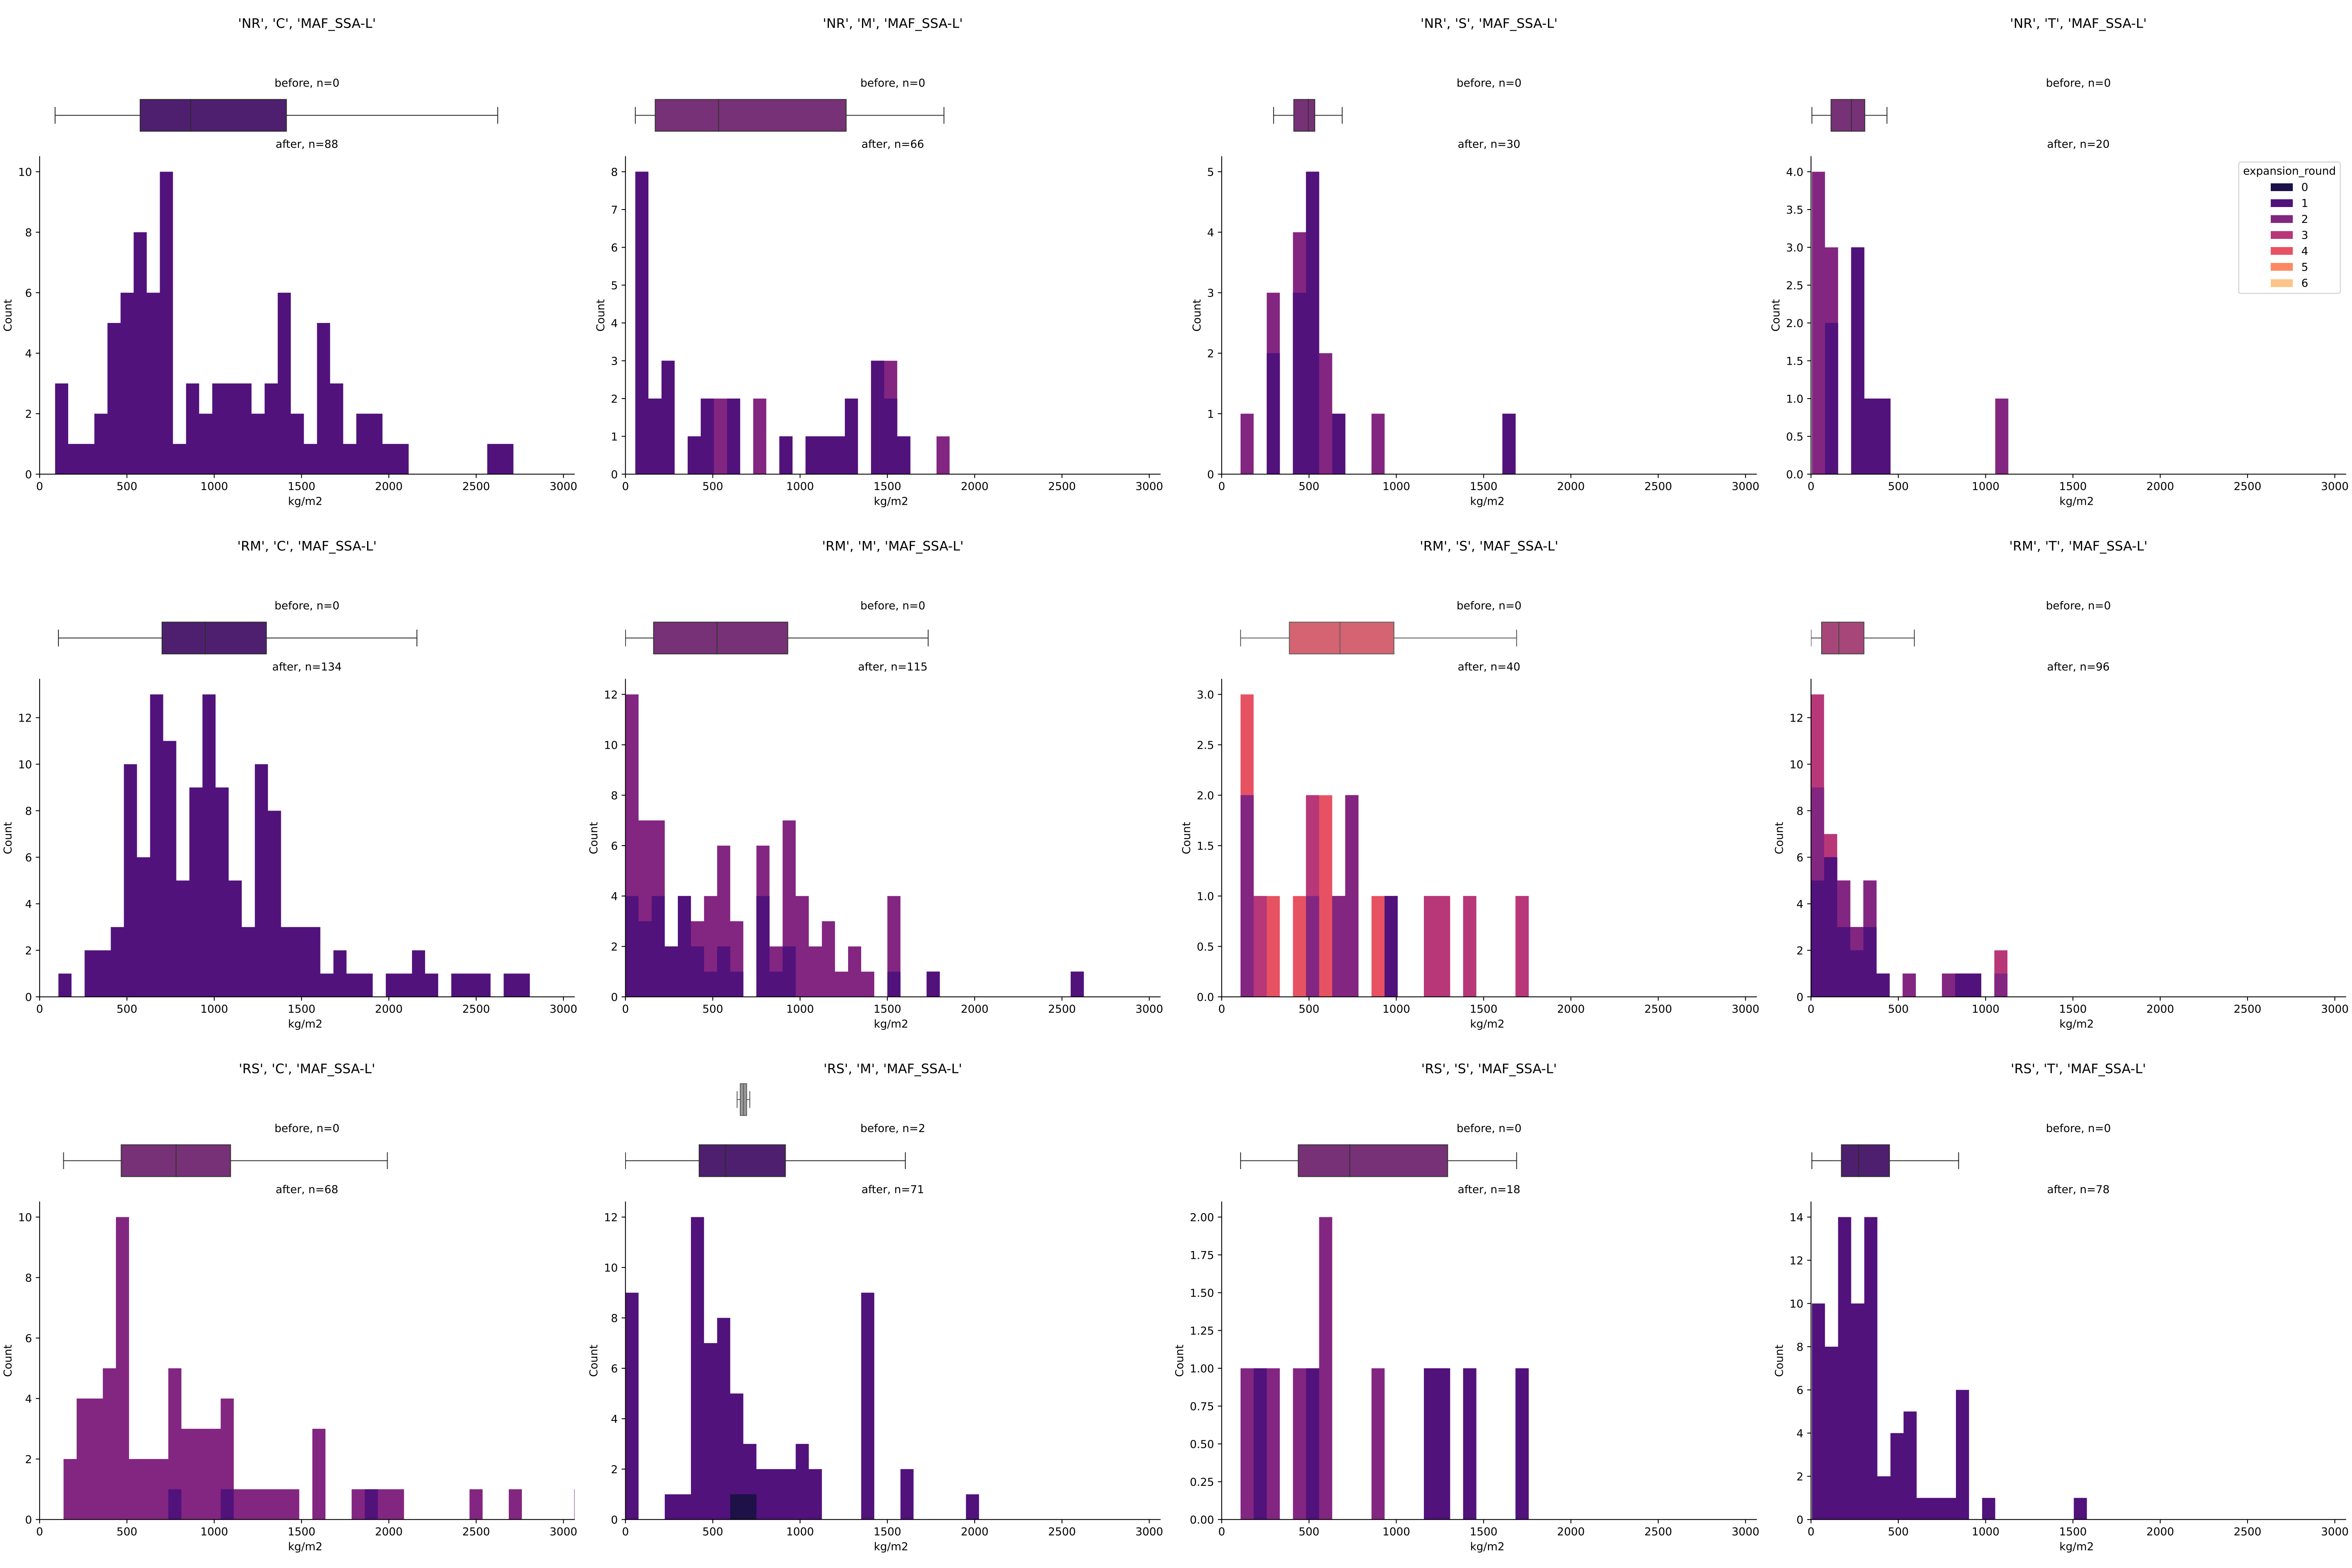 'NR', 'C', 'MAF_SSA-L'
before, n=0
after, n=88
10
8
6
4
2
0
Count
0 500 1000 1500 2000 2500 3000
kg/m2
'NR', 'M', 'MAF_SSA-L'
before, n=0
after, n=66
8
7
6
5
4
3
2
1
0
Count
0 500 1000 1500 2000 2500 3000
kg/m2
'NR', 'S', 'MAF_SSA-L'
before, n=0
after, n=30
5
4
3
2
1
0
Count
0 500 1000 1500 2000 2500 3000
kg/m2
'NR', 'T', 'MAF_SSA-L'
before, n=0
after, n=20
4.0
3.5
3.0
2.5
2.0
1.5
1.0
0.5
0.0
Count
expansion_round
0
1
2
3
4
5
6
0 500 1000 1500 2000 2500 3000
kg/m2
'RM', 'C', 'MAF_SSA-L'
before, n=0
after, n=134
12
10
8
6
4
2
0
Count
0 500 1000 1500 2000 2500 3000
kg/m2
'RM', 'M', 'MAF_SSA-L'
before, n=0
after, n=115
12
10
8
6
4
2
0
Count
0 500 1000 1500 2000 2500 3000
kg/m2
'RM', 'S', 'MAF_SSA-L'
before, n=0
after, n=40
3.0
2.5
2.0
1.5
1.0
0.5
0.0
Count
0 500 1000 1500 2000 2500 3000
kg/m2
'RM', 'T', 'MAF_SSA-L'
before, n=0
after, n=96
12
10
8
6
4
2
0
Count
0 500 1000 1500 2000 2500 3000
kg/m2
'RS', 'C', 'MAF_SSA-L'
before, n=0
after, n=68
10
8
6
4
2
0
Count
0 500 1000 1500 2000 2500 3000
kg/m2
'RS', 'M', 'MAF_SSA-L'
before, n=2
after, n=71
12
10
8
6
4
2
0
Count
0 500 1000 1500 2000 2500 3000
kg/m2
'RS', 'S', 'MAF_SSA-L'
before, n=0
after, n=18
2.00
1.75
1.50
1.25
1.00
0.75
0.50
0.25
0.00
Count
0 500 1000 1500 2000 2500 3000
kg/m2
'RS', 'T', 'MAF_SSA-L'
before, n=0
after, n=78
14
12
10
8
6
4
2
0
Count
0 500 1000 1500 2000 2500 3000
kg/m2